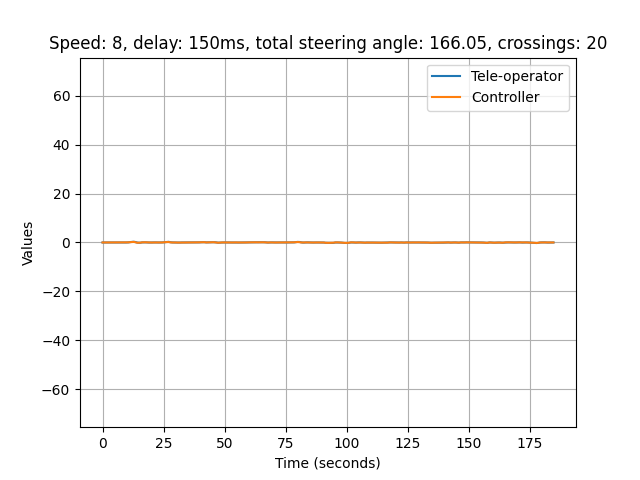 Speed: 8, delay: 150ms, total steering angle: 166.05, crossings: 20
Tele-operator
Controller
60
40
20
0
−20
−40
−60
Values
0 25 50 75 100 125 150 175
Time (seconds)